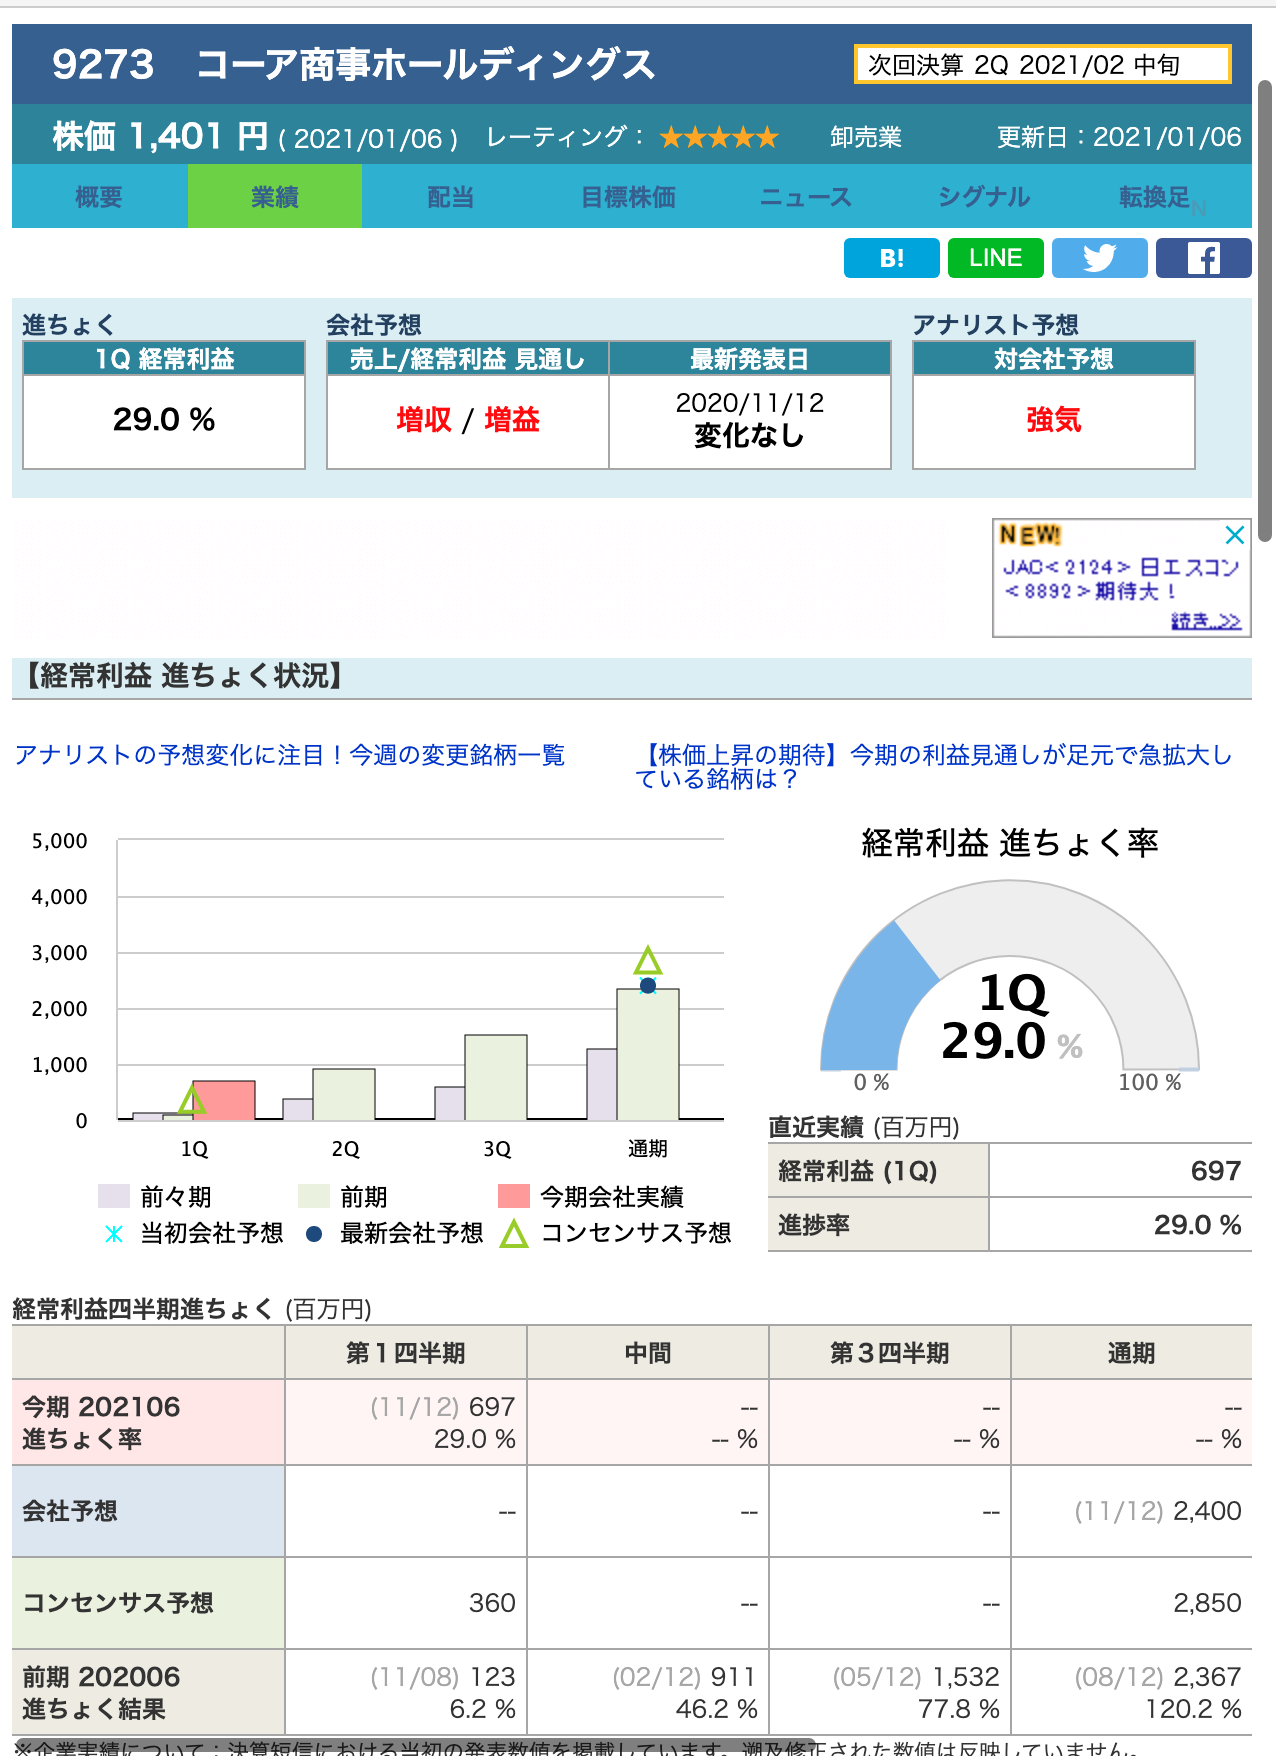 9273 コーア商事ホールディングス
次回決算 2Q 2021/02 中旬
株価 1,401 円 ( 2021/01/06 ) レーティング： ★★★★★ 卸売業 更新日：2021/01/06
概要 業績 配当 目標株価 ニュース シグナル 転換足
N
B! LINE
進ちょく 会社予想 アナリスト予想
1Q 経常利益 売上/経常利益 見通し 最新発表日 対会社予想
29.0 % 増収 / 増益 2020/11/12 強気
変化なし
NEW!
JAC<2124> 日エスコン
<8892>期待大！
続き..>>
【経常利益 進ちょく状況】
アナリストの予想変化に注目！今週の変更銘柄一覧
【株価上昇の期待】今期の利益見通しが足元で急拡大し
ている銘柄は？
5,000
4,000
3,000
2,000
1,000
0
1Q 2Q 3Q 通期
前々期 前期 今期会社実績
当初会社予想 最新会社予想 コンセンサス予想
経常利益 進ちょく率
1Q
29.0 %
0 % 100 %
直近実績 (百万円)
経常利益 (1Q) 697
進捗率 29.0 %
経常利益四半期進ちょく (百万円)
第１四半期 中間 第３四半期 通期
今期 202106 (11/12) 697 -- -- --
進ちょく率 29.0 % -- % -- % -- %
会社予想 -- -- -- (11/12) 2,400
コンセンサス予想 360 -- -- 2,850
前期 202006 (11/08) 123 (02/12) 911 (05/12) 1,532 (08/12) 2,367
進ちょく結果 6.2 % 46.2 % 77.8 % 120.2 %
※企業実績について：決算短信における当初の発表数値を掲載しています。遡及修正された数値は反映していません。